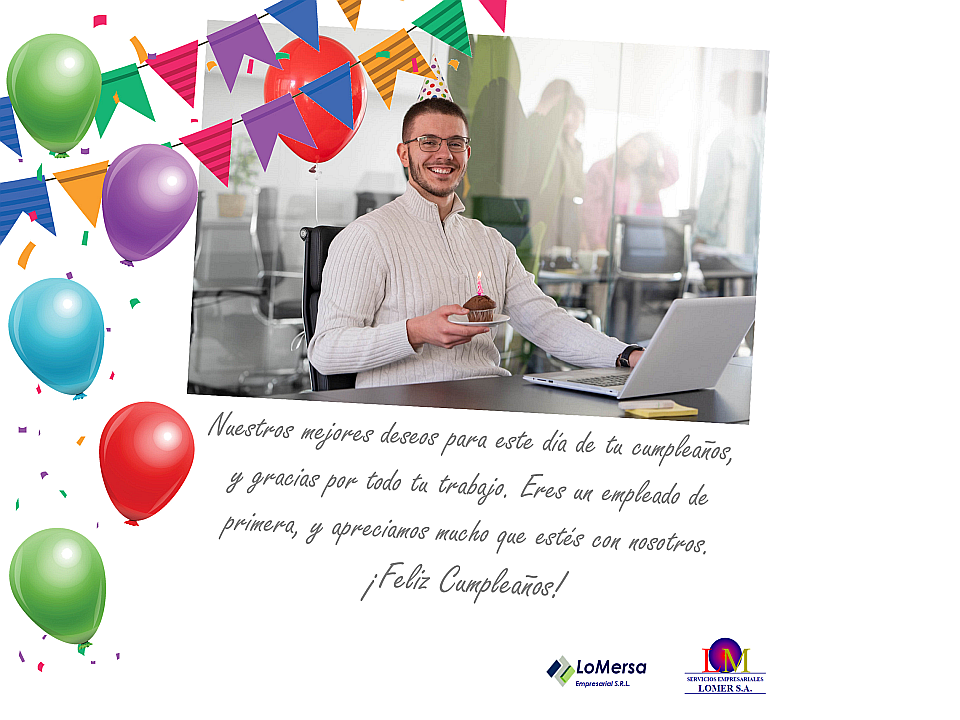 Nuestros mejores deseos para este día de tu cumpleaños,
y gracias por todo tu trabajo. Eres un empleado de
primera, y apreciamos mucho que estés con nosotros.
¡Feliz Cumpleaños!
LoMersa
Empresarial S.R.L.
LM
SERVICIOS EMPRESARIALES
LOMER S.A.